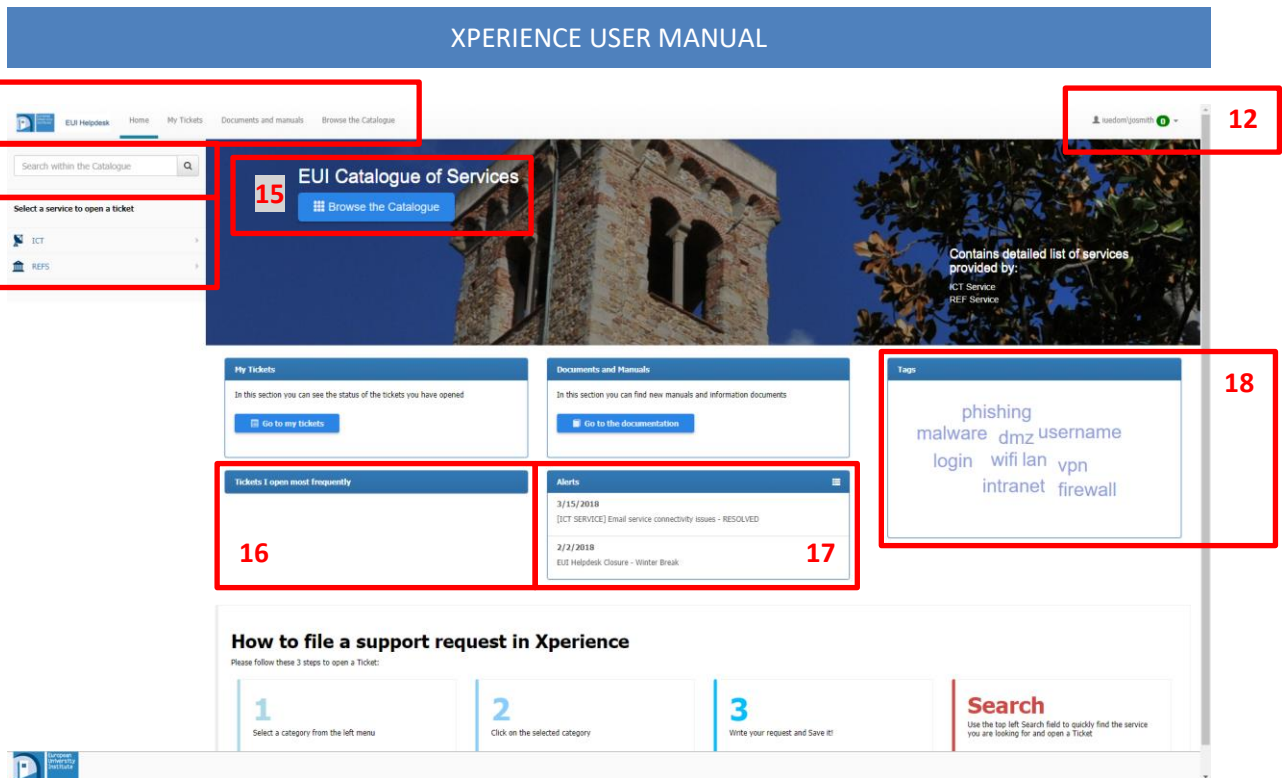 XPERIENCE USER MANUAL
EUI Helpdesk Home My Tickets Documents and manuals Browse the Catalogue
iuedom\josmith 0
12
Search within the Catalogue
Select a service to open a ticket
ICT
REFS
15
EUI Catalogue of Services
Browse the Catalogue
Contains detailed list of services
provided by:
ICT Service
REF Service
My Tickets
In this section you can see the status of the tickets you have opened
Go to my tickets
Documents and Manuals
In this section you can find new manuals and information documents
Go to the documentation
Tags
18
phishing
malware dmz username
login wifi lan vpn
intranet firewall
Tickets I open most frequently
16
Alerts
3/15/2018
[ICT SERVICE] Email service connectivity issues - RESOLVED
2/2/2018
EUI Helpdesk Closure - Winter Break
17
How to file a support request in Xperience
Please follow these 3 steps to open a Ticket:
1
Select a category from the left menu
2
Click on the selected category
3
Write your request and Save it!
Search
Use the top left Search field to quickly find the service
you are looking for and open a Ticket
European
University
Institute